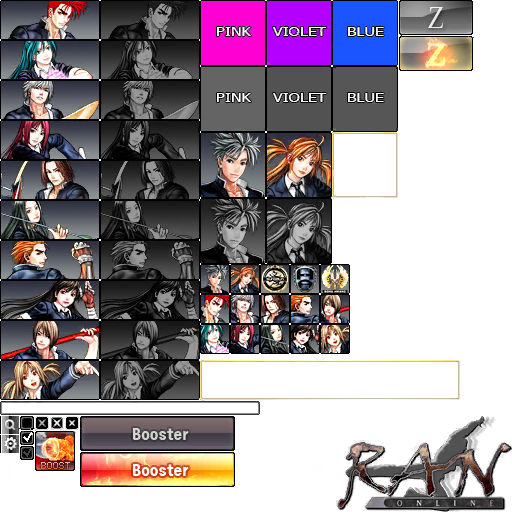 PINK VIOLET BLUE
Z
Z
PINK VIOLET BLUE
Booster
BOOST
Booster
RAN
ONLINE